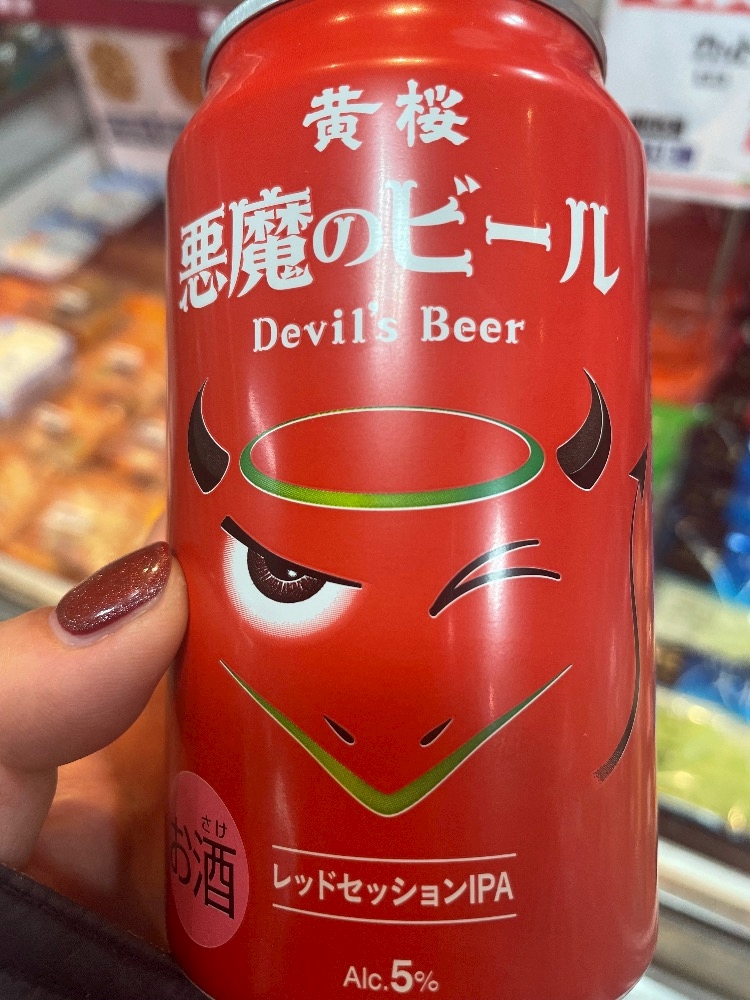 黄桜
悪魔のビール
Devil's Beer
さけ
お酒
レッドセッションIPA
Alc.5%